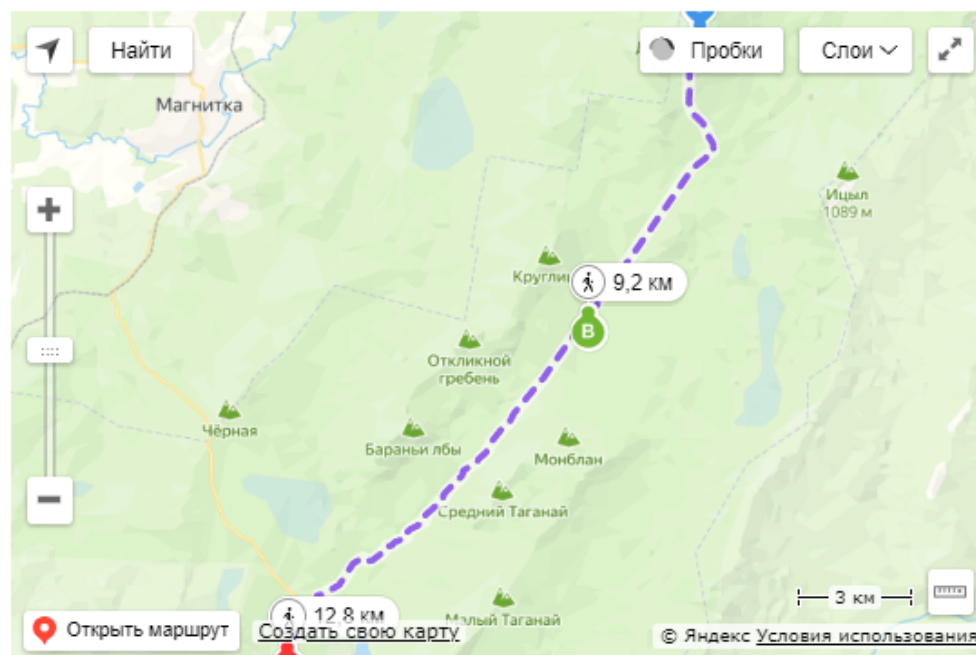 Найти
Пробки
Слои
Магнитка
Ицыл
1089 м
9,2 км
B
Откликной
гребень
Чёрная
Бараньи лбы
Монблан
Средний Таганай
3 км
12,8 км
Малый Таганай
Открыть маршрут
Создать свою карту
© Яндекс Условия использования